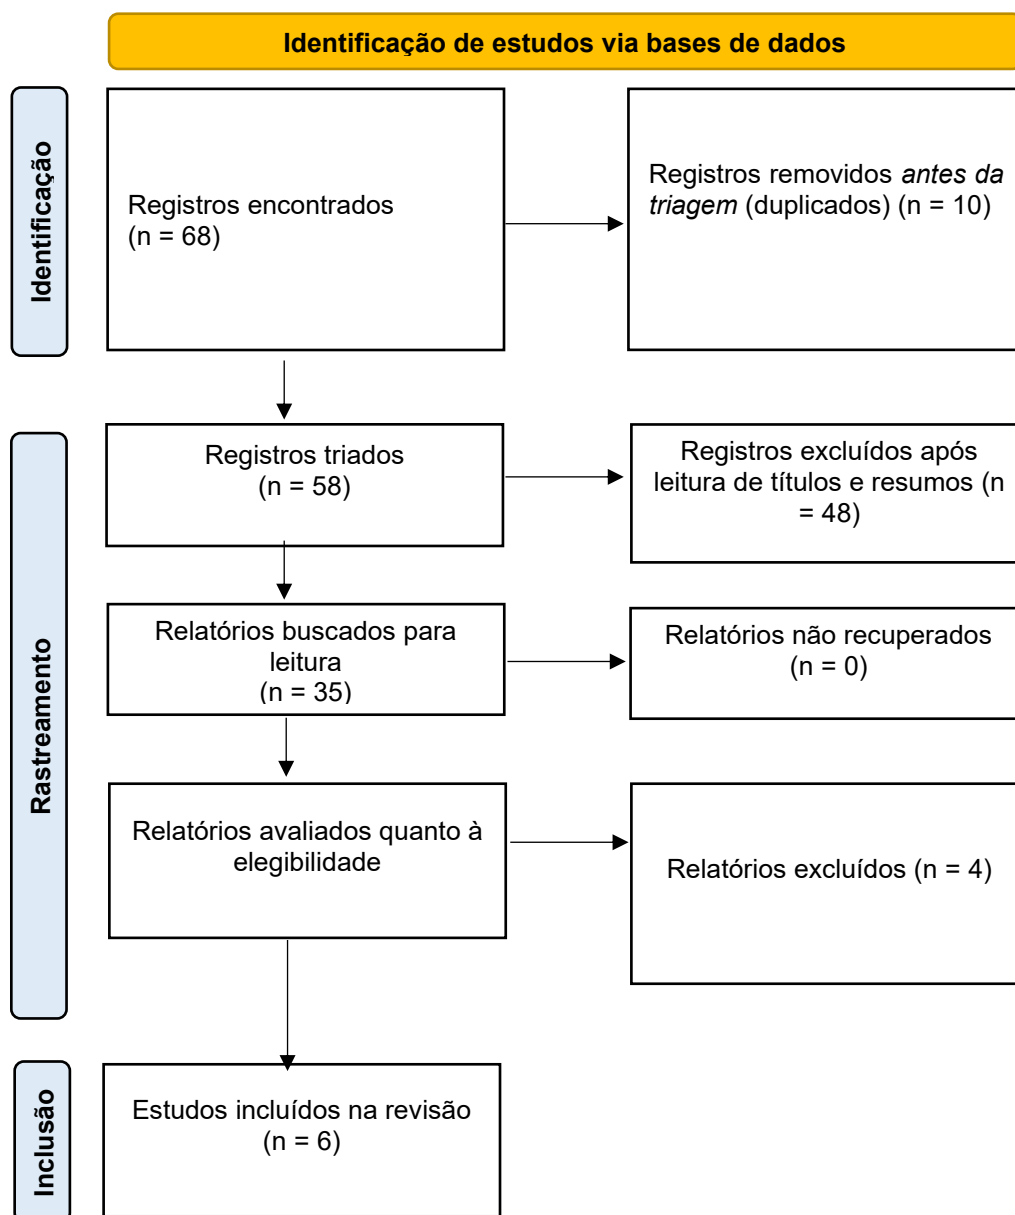 Identificação de estudos via bases de dados
Identificação
Registros encontrados
(n = 68)
Registros removidos antes da
triagem (duplicados) (n = 10)
Rastreamento
Registros triados
(n = 58)
Registros excluídos após
leitura de títulos e resumos (n
= 48)
Relatórios buscados para
leitura
(n = 35)
Relatórios não recuperados
(n = 0)
Relatórios avaliados quanto à
elegibilidade
Relatórios excluídos (n = 4)
Inclusão
Estudos incluídos na revisão
(n = 6)